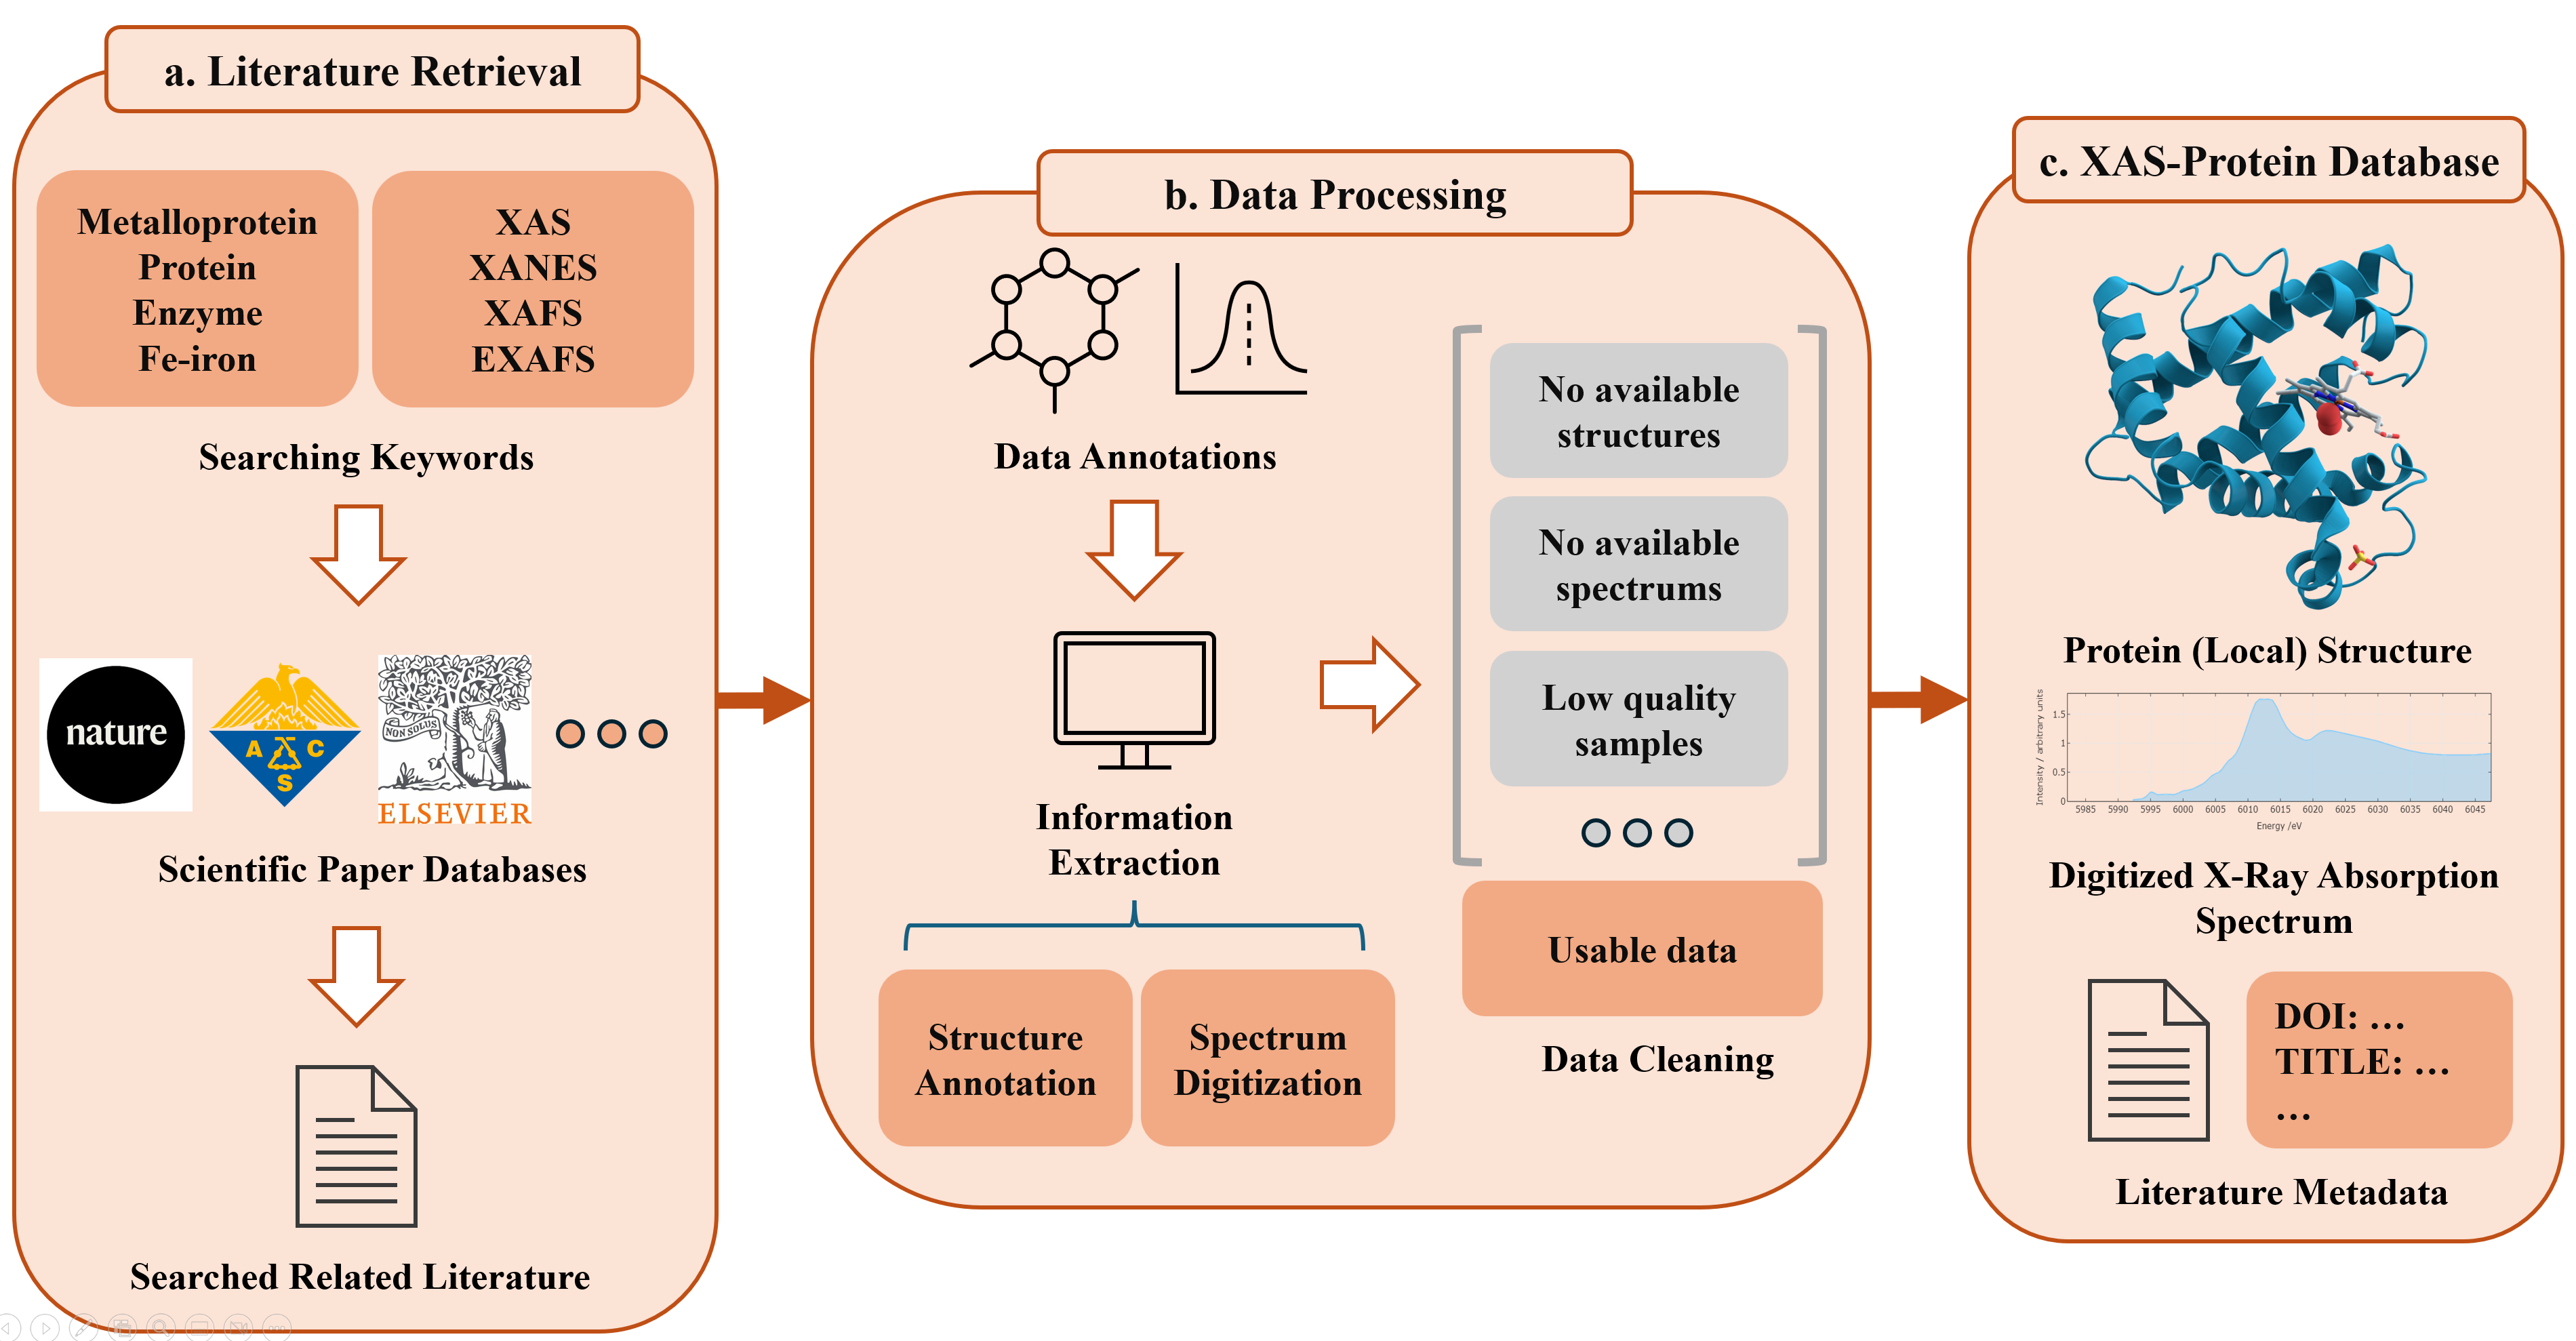 a. Literature Retrieval
Metalloprotein
Protein
Enzyme
Fe-iron
XAS
XANES
XAFS
EXAFS
Searching Keywords
nature
A C
S
NON SOLUS
ELSEVIER
Scientific Paper Databases
Searched Related Literature
b. Data Processing
Data Annotations
Information
Extraction
Structure
Annotation
Spectrum
Digitization
No available
structures
No available
spectrums
Low quality
samples
Usable data
Data Cleaning
c. XAS-Protein Database
Protein (Local) Structure
Intensity / arbitrary units
1.5
1
0.5
0
5985 5990 5995 6000 6005 6010 6015 6020 6025 6030 6035 6040 6045
Energy /eV
Digitized X-Ray Absorption
Spectrum
DOI: …
TITLE: …
…
Literature Metadata